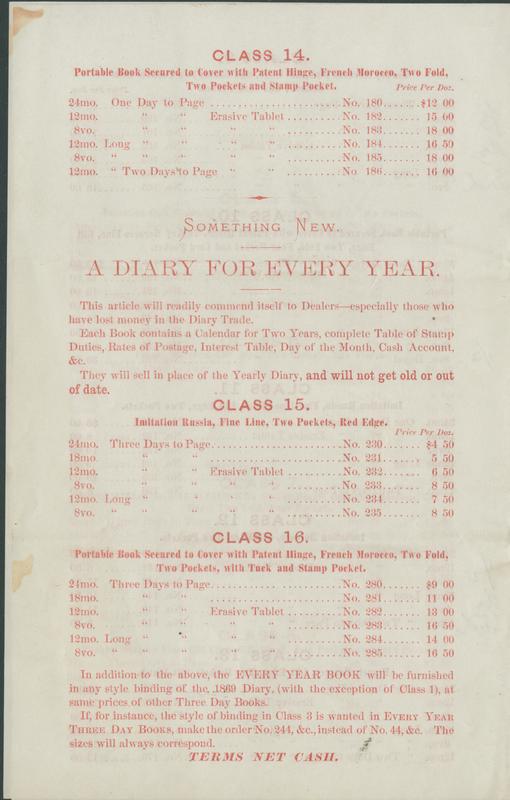 CLASS 14.
Portable Book Secured to Cover with Patent Hinge, French Morocco, Two Fold,
Two Pockets and Stamp Pocket. Price Per Doz.
24mo. One Day to Page ........................ No. 180 ....... $12 00
12mo. " " Erasive Tablet .......... No. 182 ....... 15 00
8vo. " " " " .......... No. 183 ....... 18 00
12mo. Long " " " " .......... No. 184 ....... 16 50
8vo. " " " " " .......... No. 185 ....... 18 00
12mo. " Two Days to Page " " .......... No. 186 ....... 16 00
SOMETHING NEW.
A DIARY FOR EVERY YEAR.
This article will readily commend itself to Dealers—especially those who
have lost money in the Diary Trade.
Each Book contains a Calendar for Two Years, complete Table of Stamp
Duties, Rates of Postage, Interest Table, Day of the Month, Cash Account,
&c.
They will sell in place of the Yearly Diary, and will not get old or out
of date.
CLASS 15.
Imitation Russia, Fine Line, Two Pockets, Red Edge.
Price Per Doz.
24mo. Three Days to Page ........................ No. 230 ....... $4 50
18mo " " ........................ No. 231 ....... 5 50
12mo. " " Erasive Tablet .......... No. 232 ....... 6 50
8vo. " " " " .......... No 233 ....... 8 50
12mo. Long " " " " .......... No. 234 ....... 7 50
8vo. " " " " " .......... No. 235 ....... 8 50
CLASS 16.
Portable Book Secured to Cover with Patent Hinge, French Morocco, Two Fold,
Two Pockets, with Tuck and Stamp Pocket.
24mo. Three Days to Page ........................ No. 280 ....... $9 00
18mo. " " ........................ No. 281 ....... 11 00
12mo. " " Erasive Tablet .......... No. 282 ....... 13 00
8vo. " " " " .......... No. 283 ....... 16 50
12mo. Long " " " " .......... No. 284 ....... 14 00
8vo. " " " " " .......... No. 285 ....... 16 50
In addition to the above, the EVERY YEAR BOOK will be furnished
in any style binding of the 1869 Diary, (with the exception of Class 1), at
same prices of other Three Day Books.
If, for instance, the style of binding in Class 3 is wanted in EVERY YEAR
THREE DAY BOOKS, make the order No. 244, &c., instead of No. 44, &c. The
sizes will always correspond.
TERMS NET CASH.